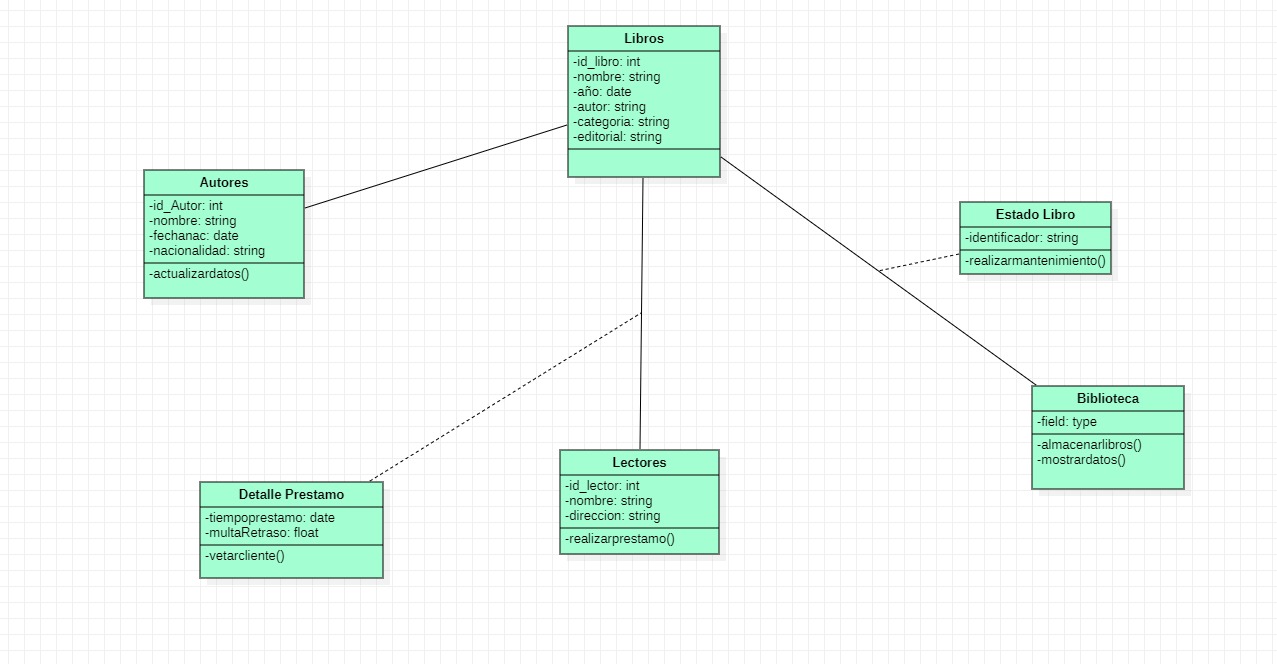 Libros
-id_libro: int
-nombre: string
-año: date
-autor: string
-categoria: string
-editorial: string
Autores
-id_Autor: int
-nombre: string
-fechanac: date
-nacionalidad: string
-actualizardatos()
Estado Libro
-identificador: string
-realizarmantenimiento()
Biblioteca
-field: type
-almacenarlibros()
-mostrardatos()
Lectores
-id_lector: int
-nombre: string
-direccion: string
-realizarprestamo()
Detalle Prestamo
-tiempoprestamo: date
-multaRetraso: float
-vetarcliente()